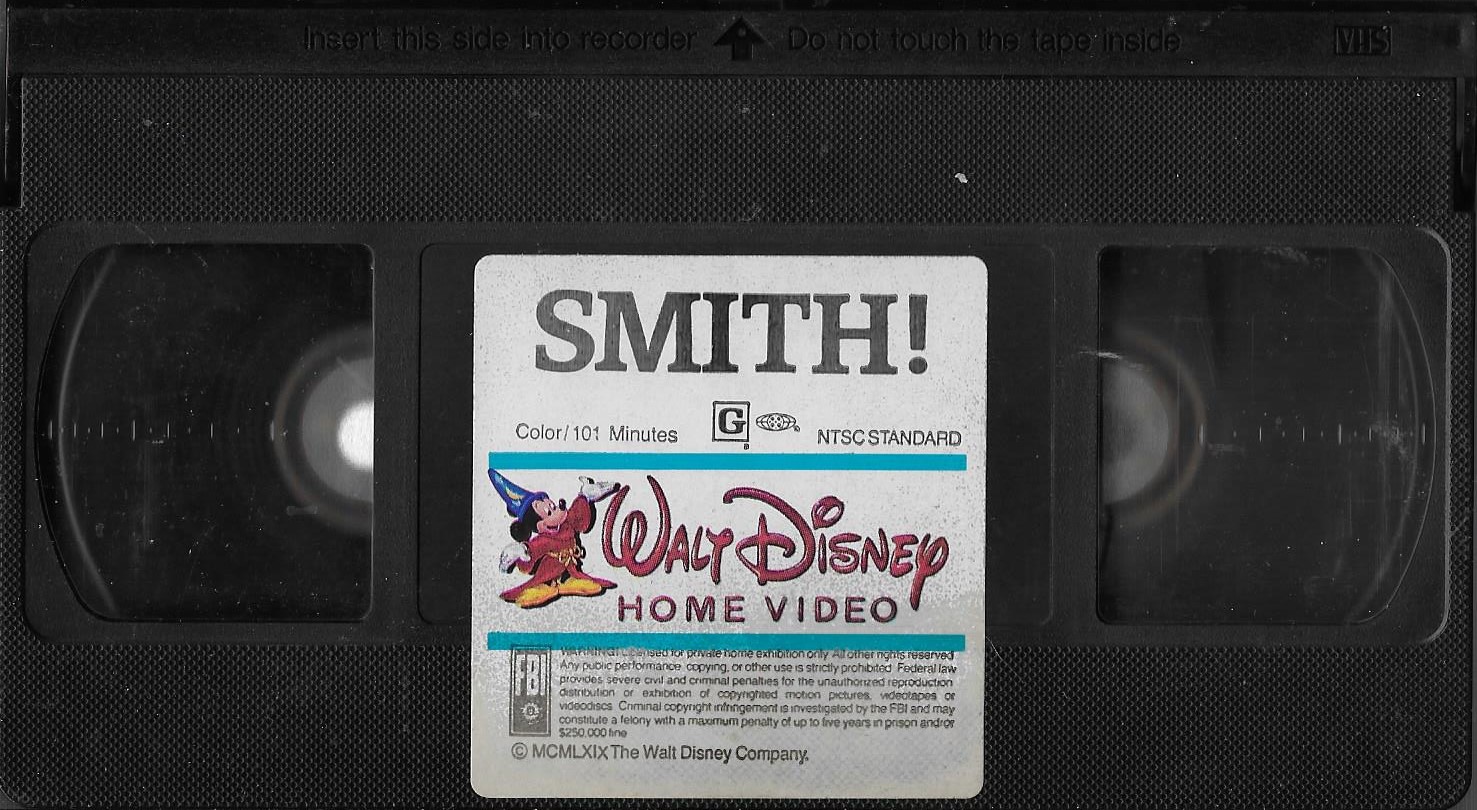 Insert this side into recorder Do not touch the tape inside VHS
SMITH!
Color/101 Minutes G NTSC STANDARD
WALT DISNEY
HOME VIDEO
FBI
WARNING! Licensed for private home exhibition only. All other rights reserved.
Any public performance, copying, or other use is strictly prohibited. Federal law
provides severe civil and criminal penalties for the unauthorized reproduction,
distribution or exhibition of copyrighted motion pictures, videotapes or
videodiscs. Criminal copyright infringement is investigated by the FBI and may
constitute a felony with a maximum penalty of up to five years in prison and/or
$250,000 fine
© MCMLXIX The Walt Disney Company.